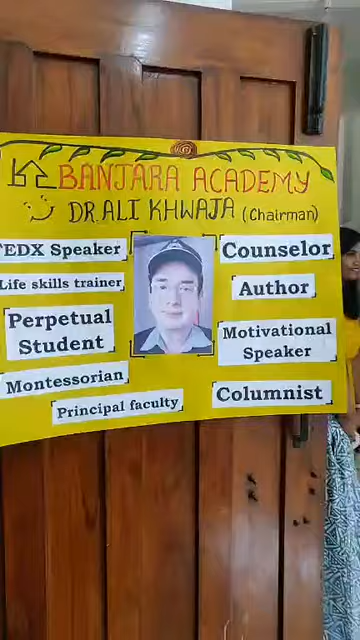 BANJARA ACADEMY
DR. ALI KHWAJA (Chairman)
TEDX Speaker
Life skills trainer
Perpetual
Student
Montessorian
Principal faculty
Counselor
Author
Motivational
Speaker
Columnist